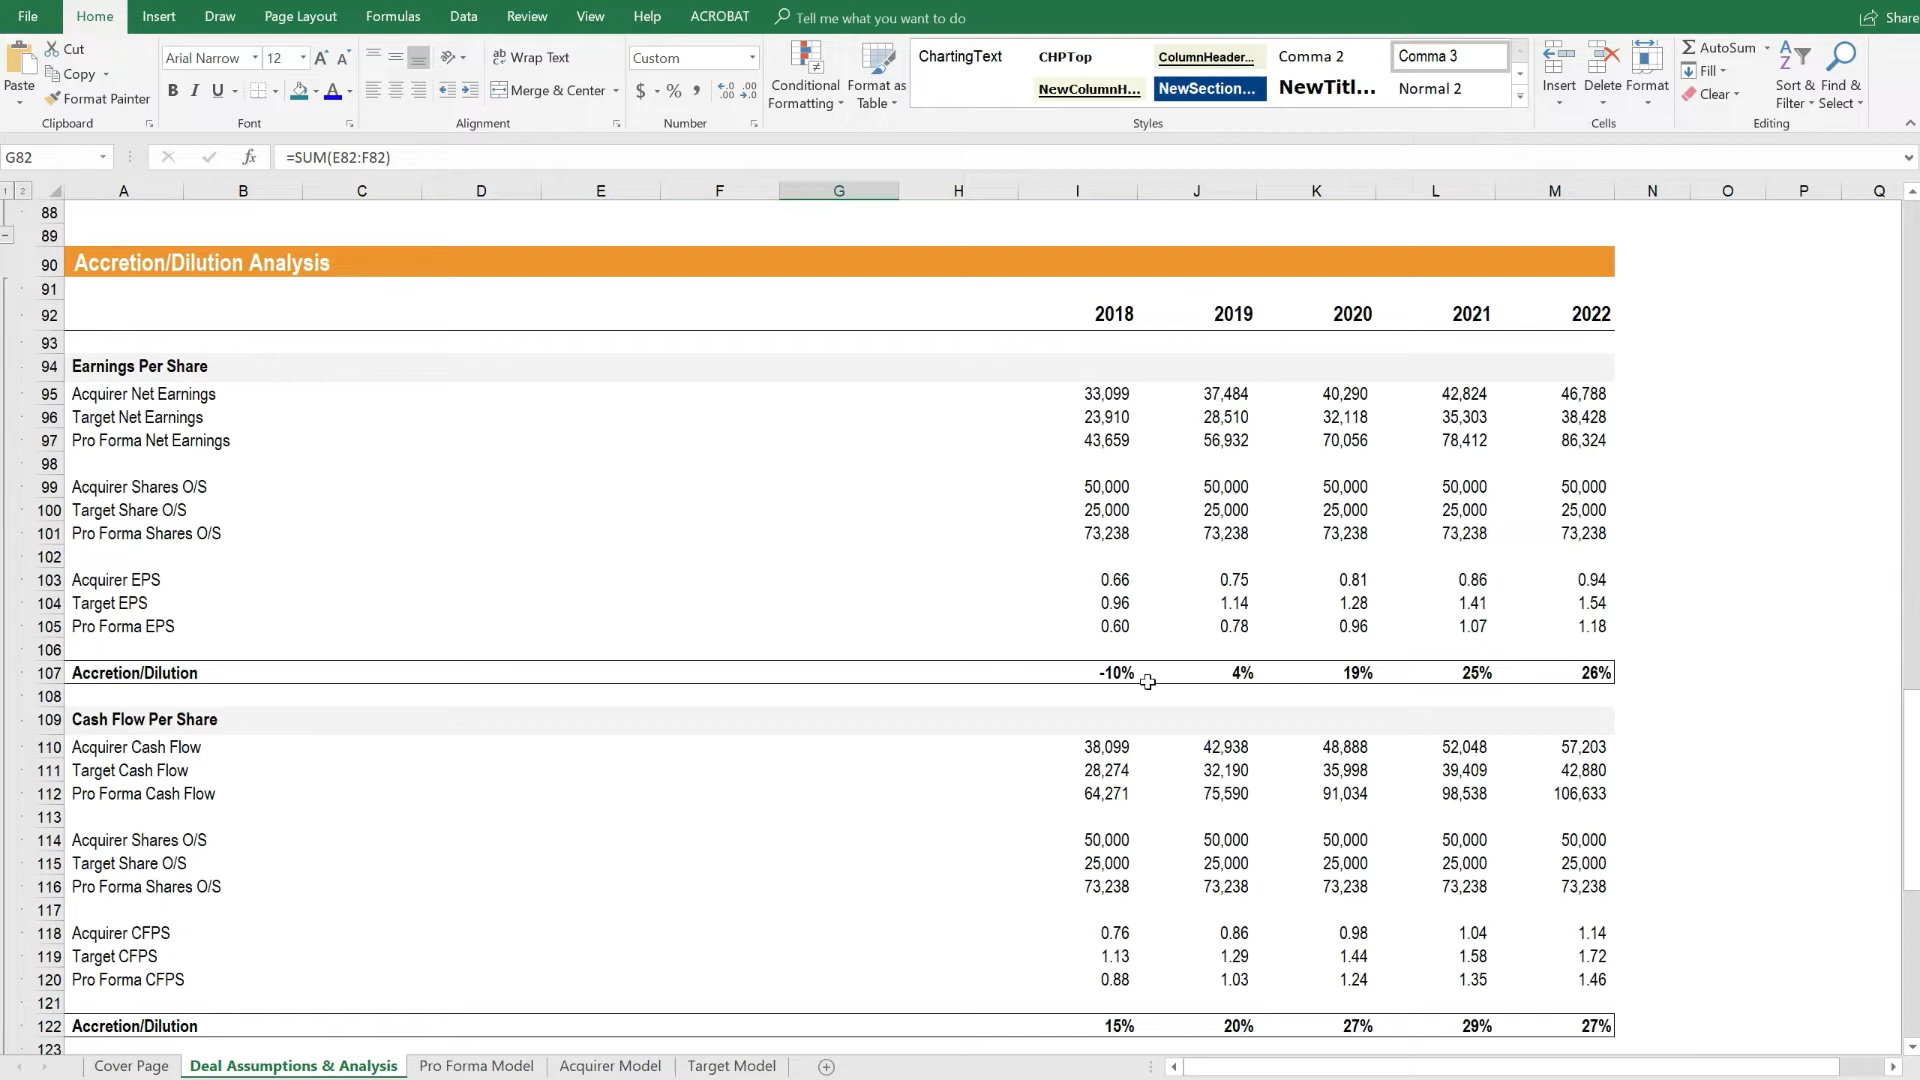 File Home Insert Draw Page Layout Formulas Data Review View Help ACROBAT Tell me what you want to do Share
Cut
Copy
Format Painter
Paste
Clipboard
Arial Narrow 12 A A
B I U A
Font
ab Wrap Text
Merge & Center
Alignment
Custom
$ % , .00 .00
Number
Conditional Formatting
Format as Table
ChartingText CHPTop ColumnHeader... Comma 2 Comma 3
NewColumnH... NewSection... NewTitl... Normal 2
Styles
Insert Delete Format
Cells
AutoSum
Fill
Clear
Sort & Filter
Find & Select
Editing
G82 fx =SUM(E82:F82)
1 2 A B C D E F G H I J K L M N O P Q
88
89
90 Accretion/Dilution Analysis
91
92 2018 2019 2020 2021 2022
93
94 Earnings Per Share
95 Acquirer Net Earnings 33,099 37,484 40,290 42,824 46,788
96 Target Net Earnings 23,910 28,510 32,118 35,303 38,428
97 Pro Forma Net Earnings 43,659 56,932 70,056 78,412 86,324
98
99 Acquirer Shares O/S 50,000 50,000 50,000 50,000 50,000
100 Target Share O/S 25,000 25,000 25,000 25,000 25,000
101 Pro Forma Shares O/S 73,238 73,238 73,238 73,238 73,238
102
103 Acquirer EPS 0.66 0.75 0.81 0.86 0.94
104 Target EPS 0.96 1.14 1.28 1.41 1.54
105 Pro Forma EPS 0.60 0.78 0.96 1.07 1.18
106
107 Accretion/Dilution -10% 4% 19% 25% 26%
108
109 Cash Flow Per Share
110 Acquirer Cash Flow 38,099 42,938 48,888 52,048 57,203
111 Target Cash Flow 28,274 32,190 35,998 39,409 42,880
112 Pro Forma Cash Flow 64,271 75,590 91,034 98,538 106,633
113
114 Acquirer Shares O/S 50,000 50,000 50,000 50,000 50,000
115 Target Share O/S 25,000 25,000 25,000 25,000 25,000
116 Pro Forma Shares O/S 73,238 73,238 73,238 73,238 73,238
117
118 Acquirer CFPS 0.76 0.86 0.98 1.04 1.14
119 Target CFPS 1.13 1.29 1.44 1.58 1.72
120 Pro Forma CFPS 0.88 1.03 1.24 1.35 1.46
121
122 Accretion/Dilution 15% 20% 27% 29% 27%
123
Cover Page Deal Assumptions & Analysis Pro Forma Model Acquirer Model Target Model